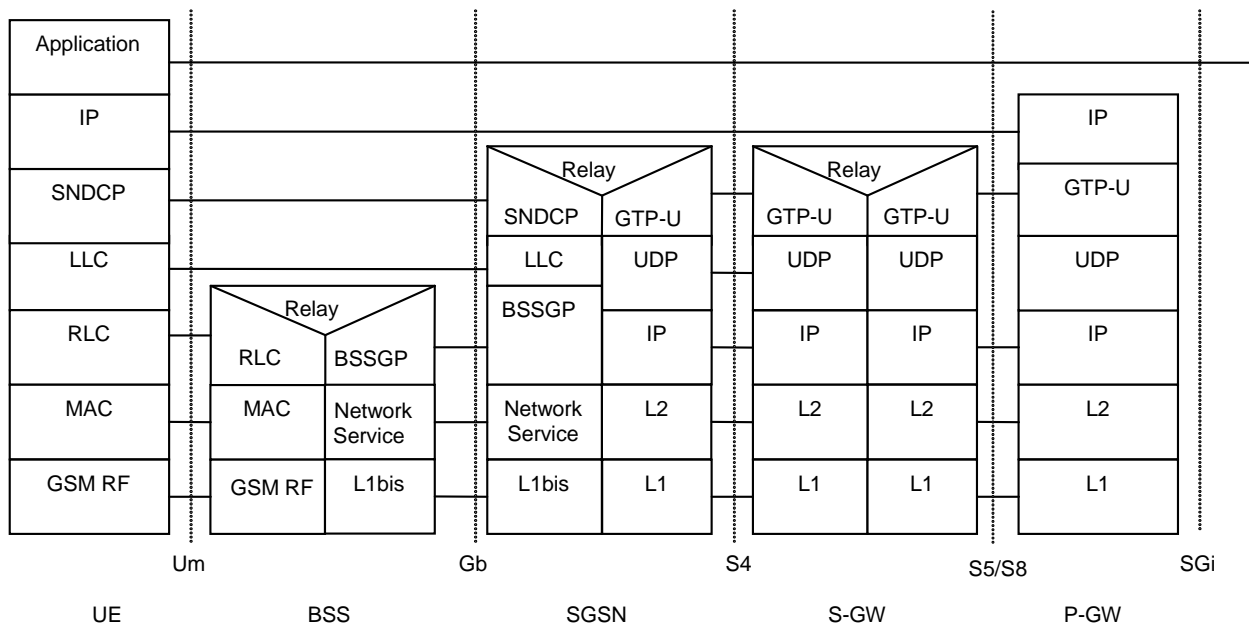 Application
IP
IP
Relay
Relay
SNDCP
GTP-U
SNDCP
GTP-U
GTP-U
GTP-U
LLC
LLC
UDP
UDP
UDP
UDP
Relay
BSSGP
RLC
IP
IP
IP
IP
RLC
BSSGP
MAC
MAC
Network
Service
Network
Service
L2
L2
L2
L2
GSM RF
GSM RF
L1bis
L1bis
L1
L1
L1
L1
Um
Gb
S4
S5/S8
SGi
UE
BSS
SGSN
S-GW
P-GW